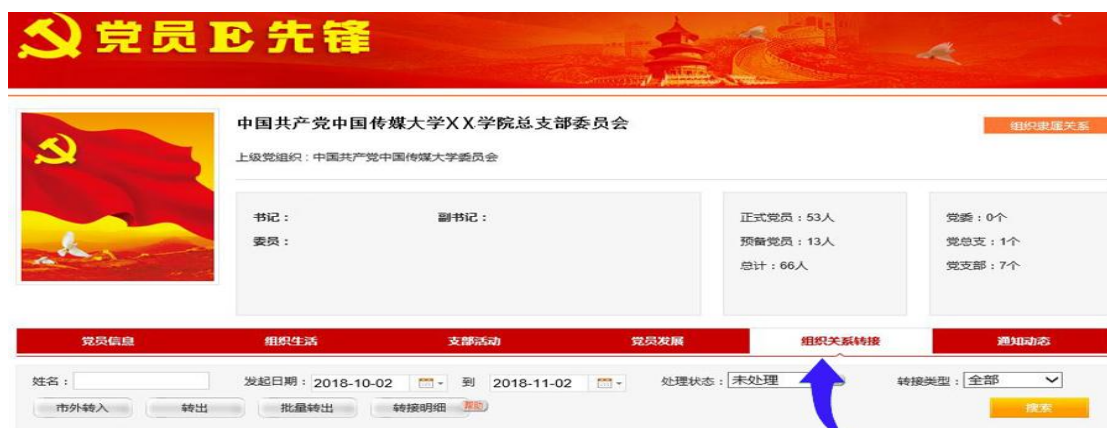 党员E先锋
中国共产党中国传媒大学XX学院总支部委员会
组织隶属关系
上级党组织：中国共产党中国传媒大学委员会
书记： 副书记： 正式党员：53人 党委：0个
委员： 预备党员：13人 党总支：1个
总计：66人 党支部：7个
党员信息 组织生活 支部活动 党员发展 组织关系转接 通知动态
姓名： 发起日期：2018-10-02 到 2018-11-02 处理状态：未处理 转接类型：全部
市外转入 转出 批量转出 转接明细 帮助 搜索